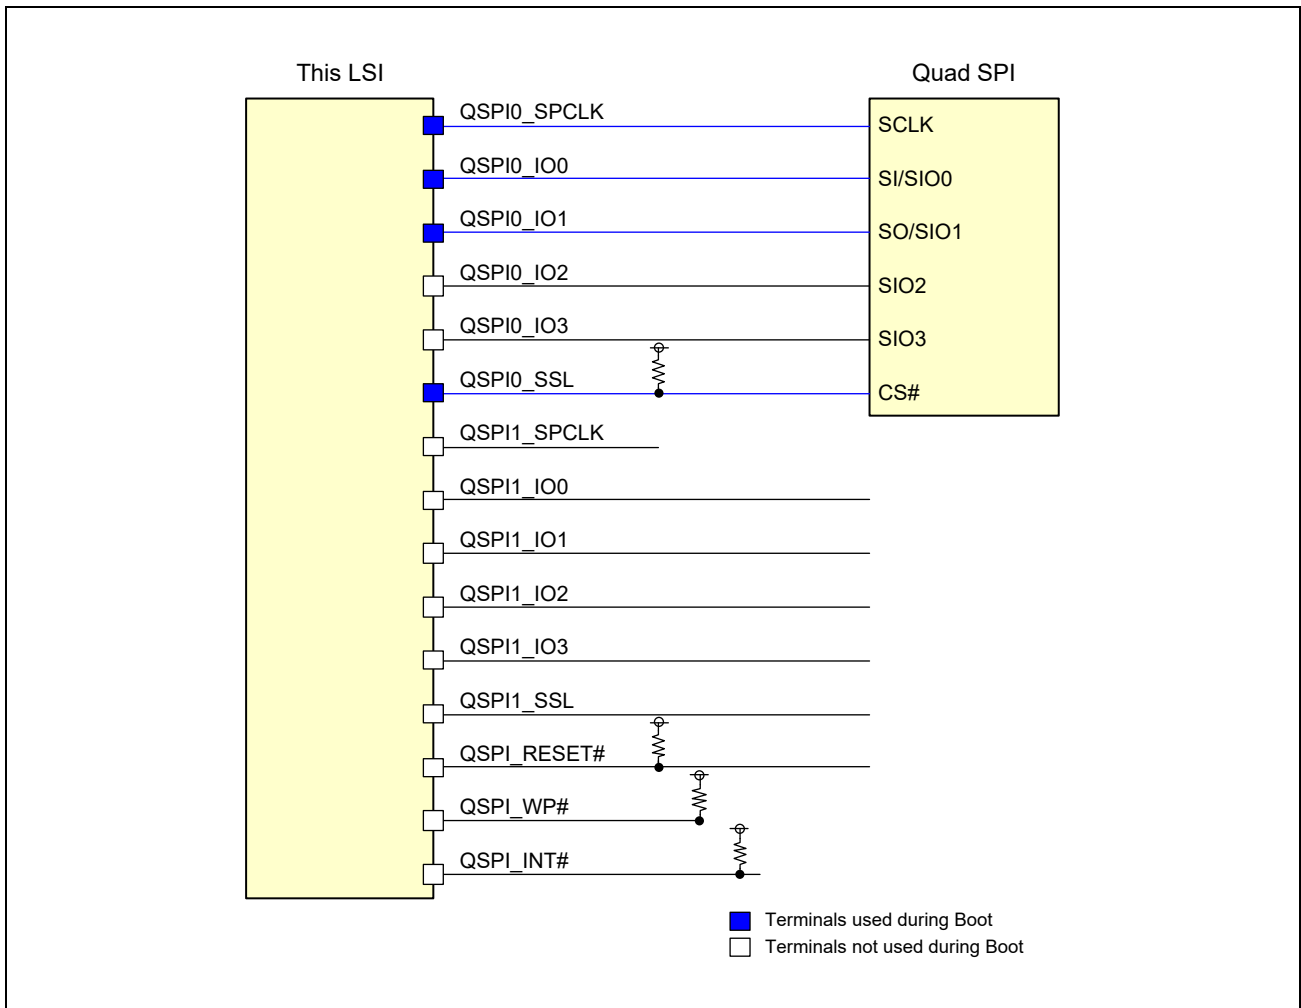 This LSI
Quad SPI
QSPI0_SPCLK
SCLK
QSPI0_IO0
SI/SIO0
QSPI0_IO1
SO/SIO1
QSPI0_IO2
SIO2
QSPI0_IO3
SIO3
QSPI0_SSL
CS#
QSPI1_SPCLK
QSPI1_IO0
QSPI1_IO1
QSPI1_IO2
QSPI1_IO3
QSPI1_SSL
QSPI_RESET#
QSPI_WP#
QSPI_INT#
Terminals used during Boot
Terminals not used during Boot